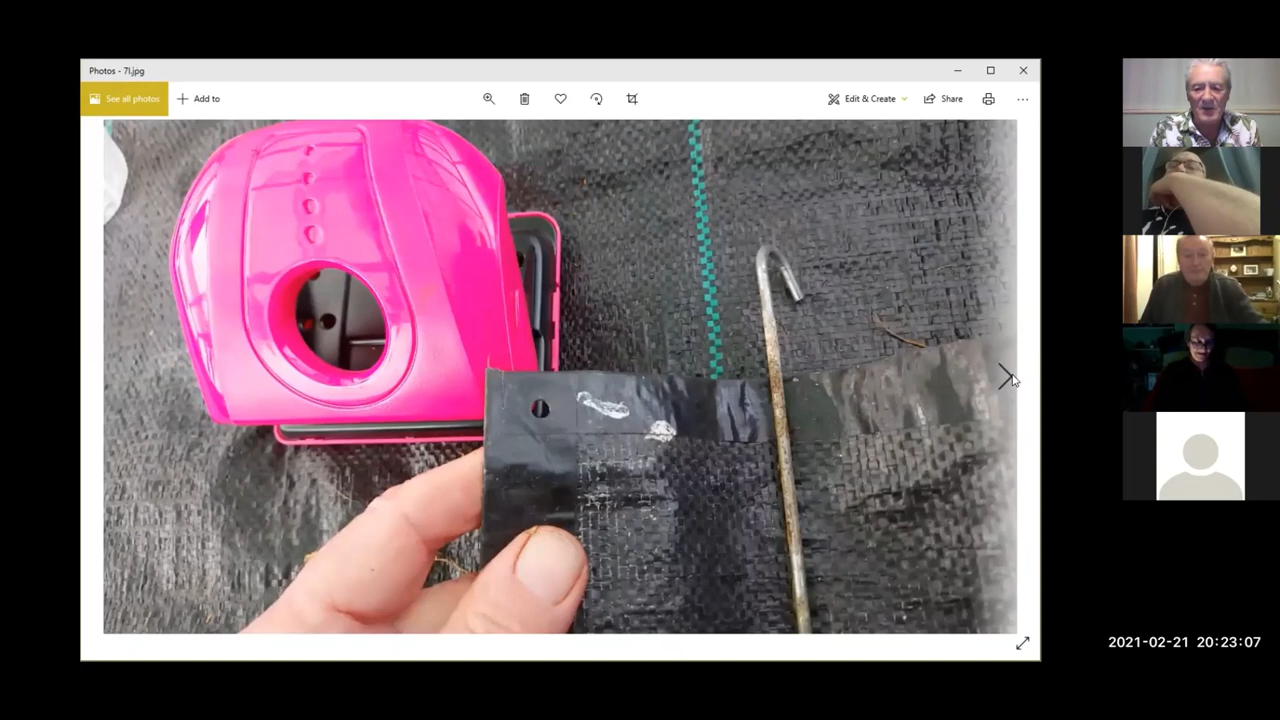 Photos - 7l.jpg
See all photos
Add to
Edit & Create
Share
2021-02-21 20:23:07